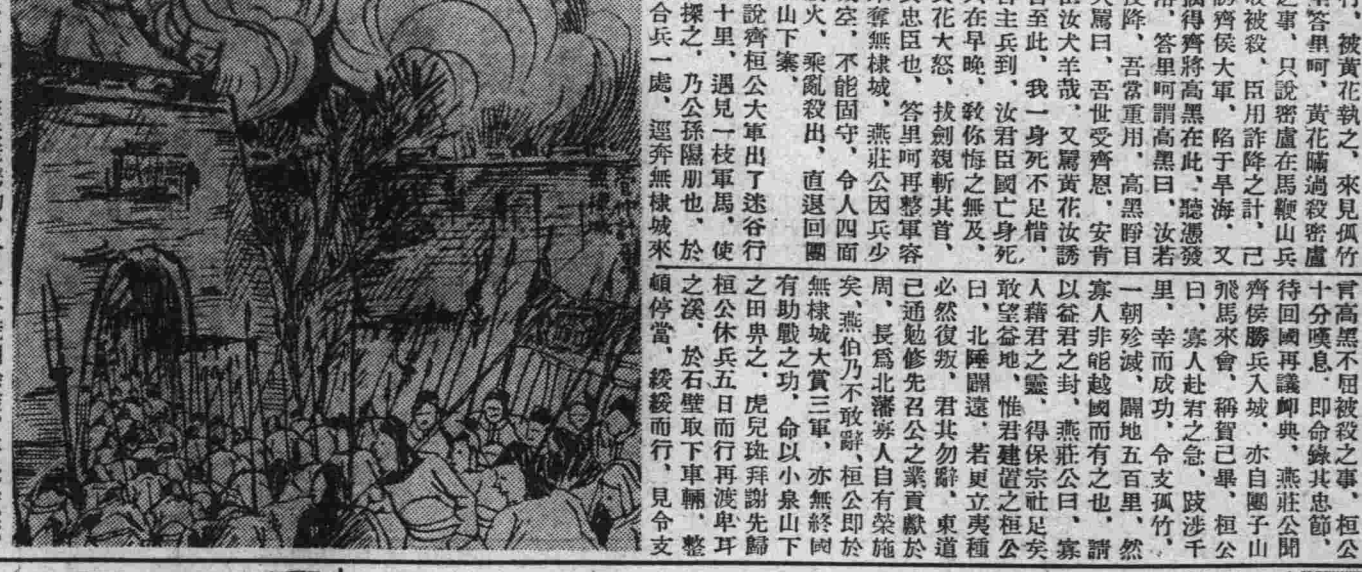 行、被黃花執之、來見孤竹
答里呵、黃花瞞過殺密盧
之事、只說密盧在馬鞭山兵
敗被殺、臣用詐降之計、己
齊侯大軍、陷于旱海、又
擒得齊將高黑在此、聽憑發
落、答里呵謂高黑曰、汝若
投降、吾當重用、高黑睜目
大罵曰、吾世受齊恩、安肯
臣汝犬羊哉、又罵黃花汝誘
吾至此、我一身死不足惜、
吾主兵到、汝君臣國亡身死
只在早晚、敎你悔之無及、
黃花大怒、拔劍親斬其首、
真忠臣也、答里呵再整軍容
來奪無棣城、燕莊公因兵少
城空、不能固守、令人四面
放火、乘亂殺出、直退回團
山下寨、
說齊桓公大軍出了迷谷行
十里、遇見一枝軍馬、使
探之、乃公孫隰朋也、於
合兵一處、逕奔無棣城來
言高黑不屈被殺之事、桓公
十分嘆息、即命錄其忠節、
待回國再議卹典、燕莊公聞
齊侯勝兵入城、亦自團子山
飛馬來會、稱賀已畢、桓公
曰、寡人赴君之急、跋涉千
里、幸而成功、令支孤竹、
一朝殄滅、闢地五百里、然
寡人非能越國而有之也、請
以益君之封、燕莊公曰、寡
人藉君之靈、得保宗社足矣
敢望益地、惟君建置之桓公
曰、北陲闢遠、若更立夷種
必然復叛、君其勿辭、東道
已通勉修先召公之業貢獻於
周、長爲北藩寡人自有榮施
矣、燕伯乃不敢辭、桓公即於
無棣城大賞三軍、亦無終國
有助戰之功、命以小泉山下
之田畀之、虎兒斑拜謝先歸
桓公休兵五日而行再渡卑耳
之溪、於石壁取下車輛、整
頓停當、緩緩而行、見令支